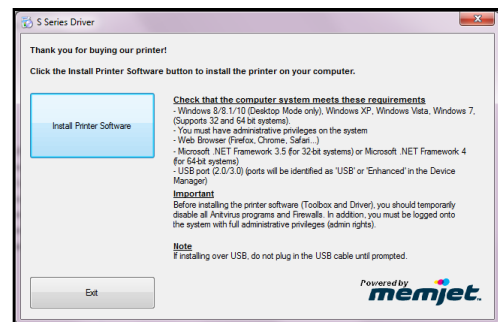 S Series Driver
Thank you for buying our printer!
Click the Install Printer Software button to install the printer on your computer.
Install Printer Software
Check that the computer system meets these requirements
- Windows 8/8.1/10 (Desktop Mode only), Windows XP, Windows Vista, Windows 7,
(Supports 32 and 64 bit systems).
- You must have administrative privileges on the system
- Web Browser (Firefox, Chrome, Safari...)
- Microsoft .NET Framework 3.5 (for 32-bit systems) or Microsoft .NET Framework 4
(for 64-bit systems)
- USB port (2.0/3.0) (ports will be identified as 'USB' or 'Enhanced' in the Device
Manager)
Important
Before installing the printer software (Toolbox and Driver), you should temporarily
disable all Anitvirus programs and Firewalls. In addition, you must be logged onto
the system with full administrative privileges (admin rights).
Note
If installing over USB, do not plug in the USB cable until prompted.
Exit
Powered by
memjet.